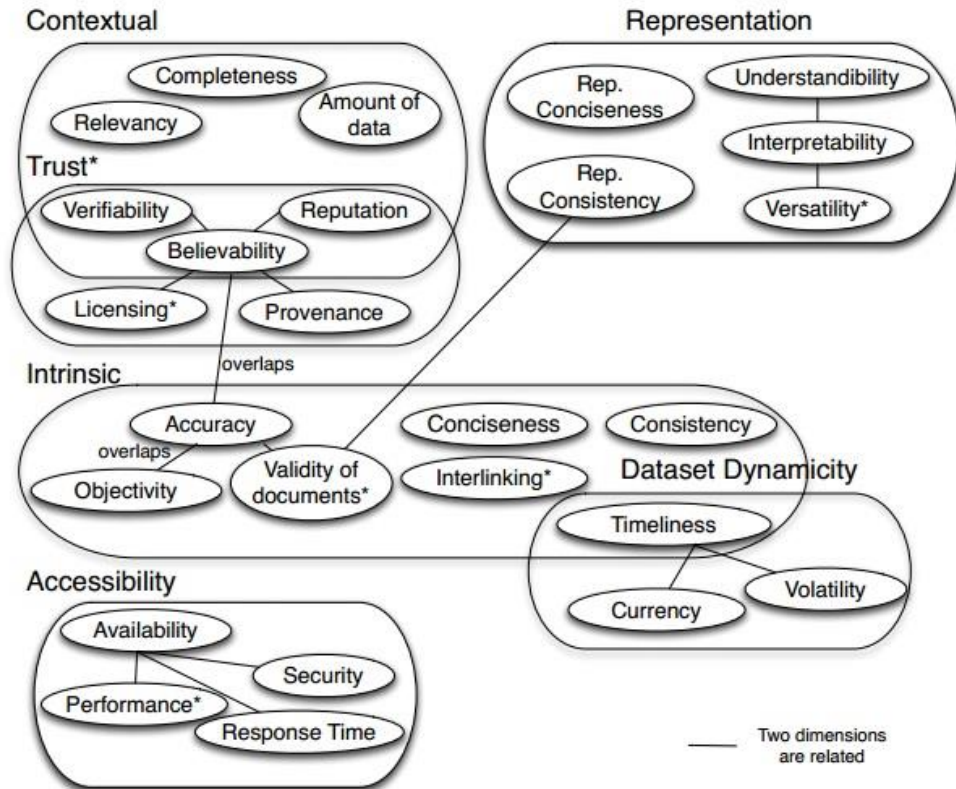 Contextual
Representation
Completeness
Relevancy
Amount of
data
Rep.
Conciseness
Understandibility
Interpretability
Versatility*
Rep.
Consistency
Trust*
Verifiability
Reputation
Believability
Licensing*
Provenance
overlaps
Intrinsic
Accuracy
overlaps
Objectivity
Validity of
documents*
Conciseness
Consistency
Interlinking*
Dataset Dynamicity
Timeliness
Currency
Volatility
Accessibility
Availability
Security
Performance*
Response Time
Two dimensions
are related